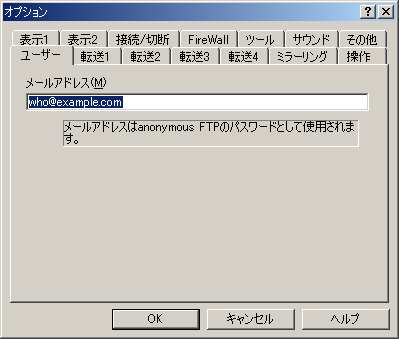 オプション
表示1 表示2 接続/切断 FireWall ツール サウンド その他
ユーザー 転送1 転送2 転送3 転送4 ミラーリング 操作
メールアドレス(M)
who@example.com
メールアドレスはanonymous FTPのパスワードとして使用されま
す。
OK キャンセル ヘルプ